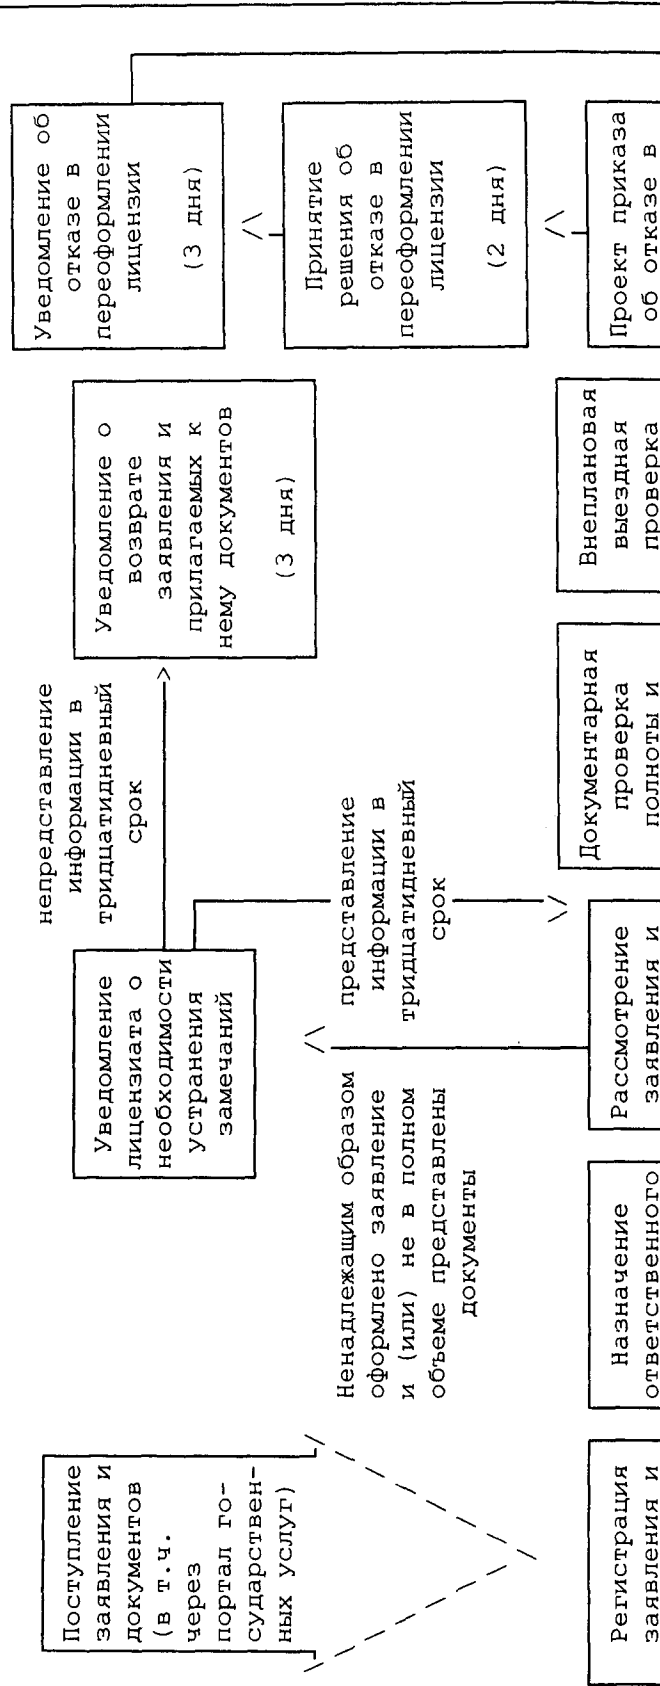 Поступление
заявления и
документов
(в т.ч.
через
портал го-
сударствен-
ных услуг)
Уведомление
лицензиата о
необходимости
устранения
замечаний
непредставление
информации в
тридцатидневный
срок
Уведомление о
возврате
заявления и
прилагаемых к
нему документов
(3 дня)
Уведомление об
отказе в
переоформлении
лицензии
(3 дня)
Ненадлежащим образом
оформлено заявление
и (или) не в полном
объеме представлены
документы
представление
информации в
тридцатидневный
срок
Принятие
решения об
отказе в
переоформлении
лицензии
(2 дня)
Регистрация
заявления и
Назначение
ответственного
Рассмотрение
заявления и
Документарная
проверка
полноты и
Внеплановая
выездная
проверка
Проект приказа
об отказе в